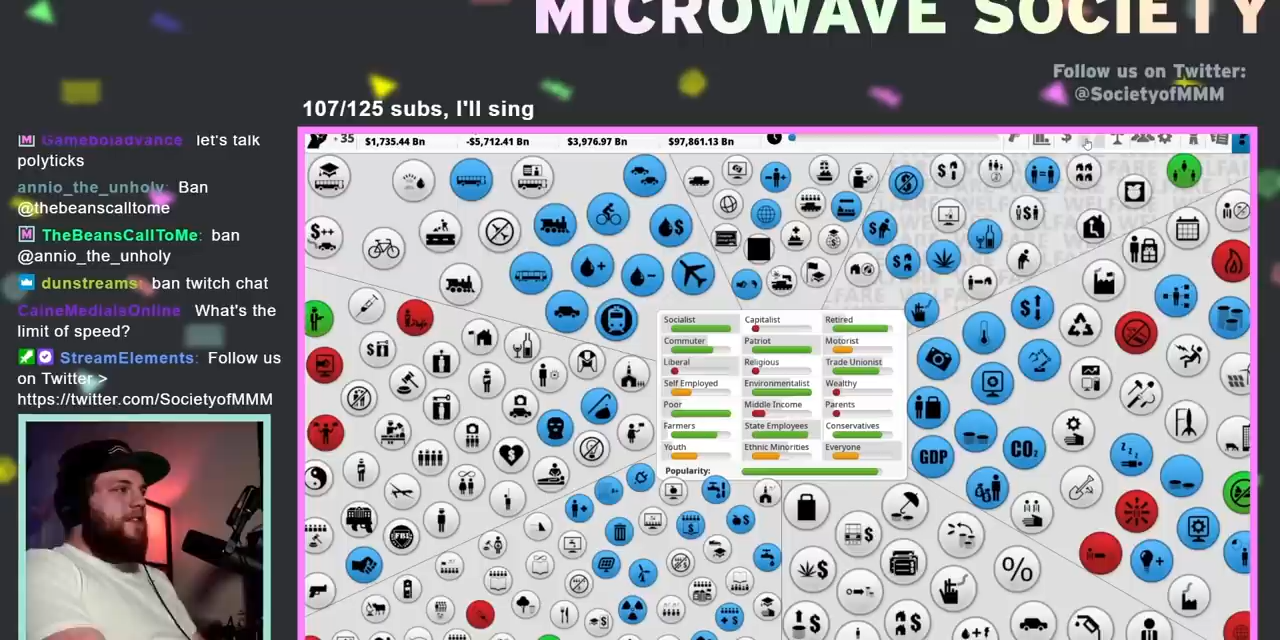 MICROWAVE SOCIETY
Follow us on Twitter:
@SocietyofMMM
107/125 subs, I'll sing
Gameboiadvance let's talk
polyticks
annio_the_unholy: Ban
@thebeanscalltome
TheBeansCallToMe: ban
@annio_the_unholy
dunstreams: ban twitch chat
CaineMedialsOnline What's the
limit of speed?
StreamElements: Follow us
on Twitter >
https://twitter.com/SocietyofMMM
35 $1,735.44 Bn -$5,712.41 Bn $3,976.97 Bn $97,861.13 Bn
WELFARE WELFARE
Socialist Capitalist Retired
Commuter Patriot Motorist
Liberal Religious Trade Unionist
Self Employed Environmentalist Wealthy
Poor Middle Income Parents
Farmers State Employees Conservatives
Youth Ethnic Minorities Everyone
Popularity:
GDP
CO₂
FBI